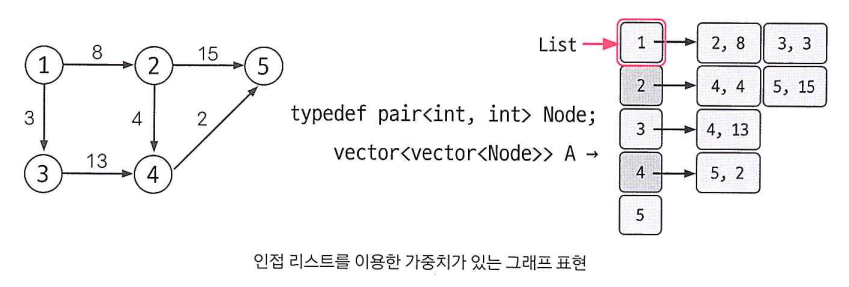 1 8 2 15 5
3 4 2
3 13 4
typedef pair<int, int> Node;
vector<vector<Node>> A →
List
1 2, 8 3, 3
2 4, 4 5, 15
3 4, 13
4 5, 2
5
인접 리스트를 이용한 가중치가 있는 그래프 표현